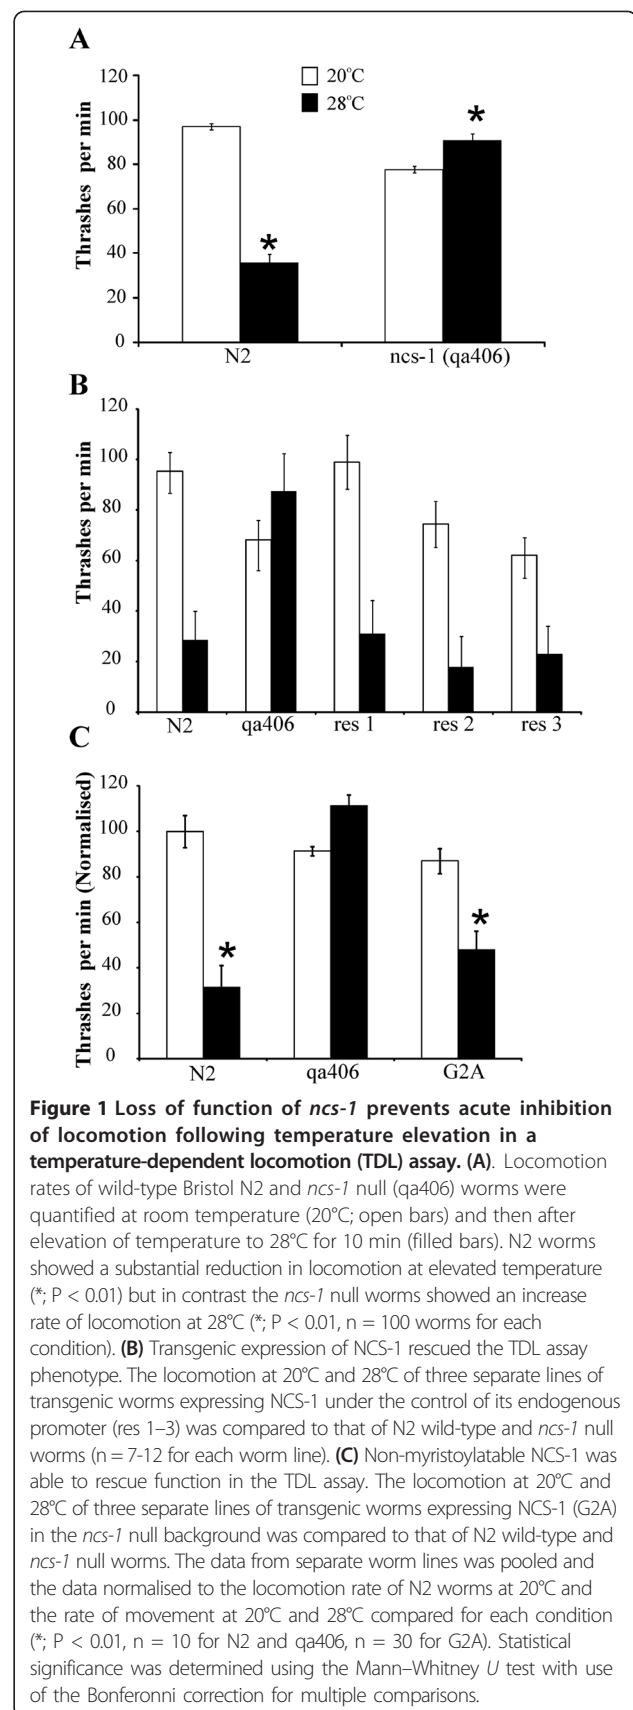 A
120
100
80
60
40
20
0
Thrashes per min
20°C
28°C
*
*
N2
ncs-1 (qa406)
B
120
100
80
60
40
20
0
Thrashes per min
N2
qa406
res 1
res 2
res 3
C
120
100
80
60
40
20
0
Thrashes per min (Normalised)
*
*
N2
qa406
G2A
Figure 1 Loss of function of ncs-1 prevents acute inhibition
of locomotion following temperature elevation in a
temperature-dependent locomotion (TDL) assay. (A). Locomotion
rates of wild-type Bristol N2 and ncs-1 null (qa406) worms were
quantified at room temperature (20°C; open bars) and then after
elevation of temperature to 28°C for 10 min (filled bars). N2 worms
showed a substantial reduction in locomotion at elevated temperature
(*; P < 0.01) but in contrast the ncs-1 null worms showed an increase
rate of locomotion at 28°C (*; P < 0.01, n = 100 worms for each
condition). (B) Transgenic expression of NCS-1 rescued the TDL assay
phenotype. The locomotion at 20°C and 28°C of three separate lines of
transgenic worms expressing NCS-1 under the control of its endogenous
promoter (res 1–3) was compared to that of N2 wild-type and ncs-1 null
worms (n = 7-12 for each worm line). (C) Non-myristoylatable NCS-1 was
able to rescue function in the TDL assay. The locomotion at 20°C and
28°C of three separate lines of transgenic worms expressing NCS-1 (G2A)
in the ncs-1 null background was compared to that of N2 wild-type and
ncs-1 null worms. The data from separate worm lines was pooled and
the data normalised to the locomotion rate of N2 worms at 20°C and
the rate of movement at 20°C and 28°C compared for each condition
(*; P < 0.01, n = 10 for N2 and qa406, n = 30 for G2A). Statistical
significance was determined using the Mann–Whitney U test with use
of the Bonferonni correction for multiple comparisons.